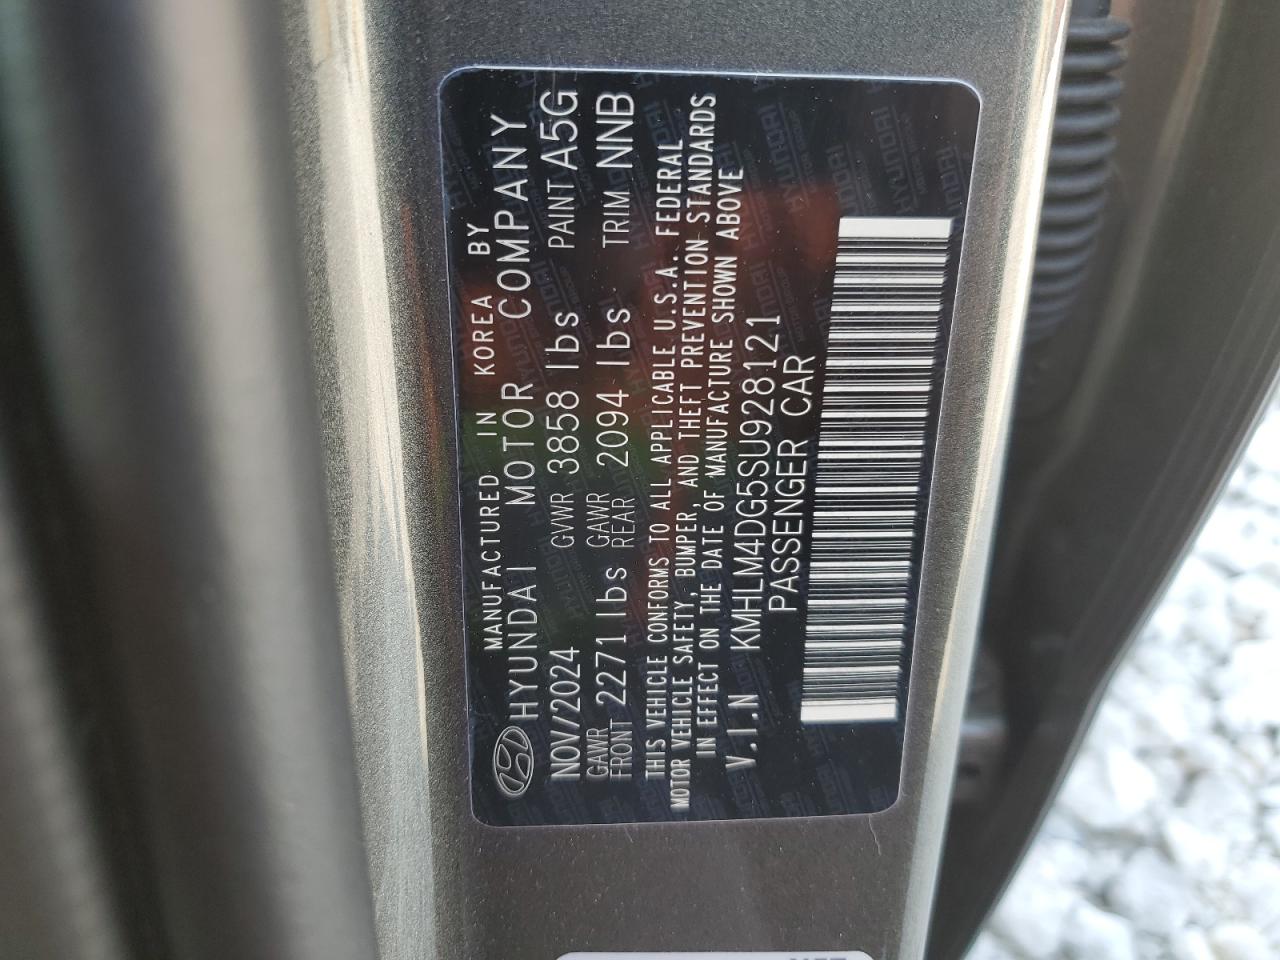 MANUFACTURED IN KOREA BY
HYUNDAI MOTOR COMPANY
NOV/2024 GVWR 3858 lbs PAINT A5G
GAWR FRONT 2271 lbs GAWR REAR 2094 lbs TRIM NNB
THIS VEHICLE CONFORMS TO ALL APPLICABLE U.S.A. FEDERAL
MOTOR VEHICLE SAFETY, BUMPER, AND THEFT PREVENTION STANDARDS
IN EFFECT ON THE DATE OF MANUFACTURE SHOWN ABOVE
V.I.N KMHLM4DG5SU928121
PASSENGER CAR